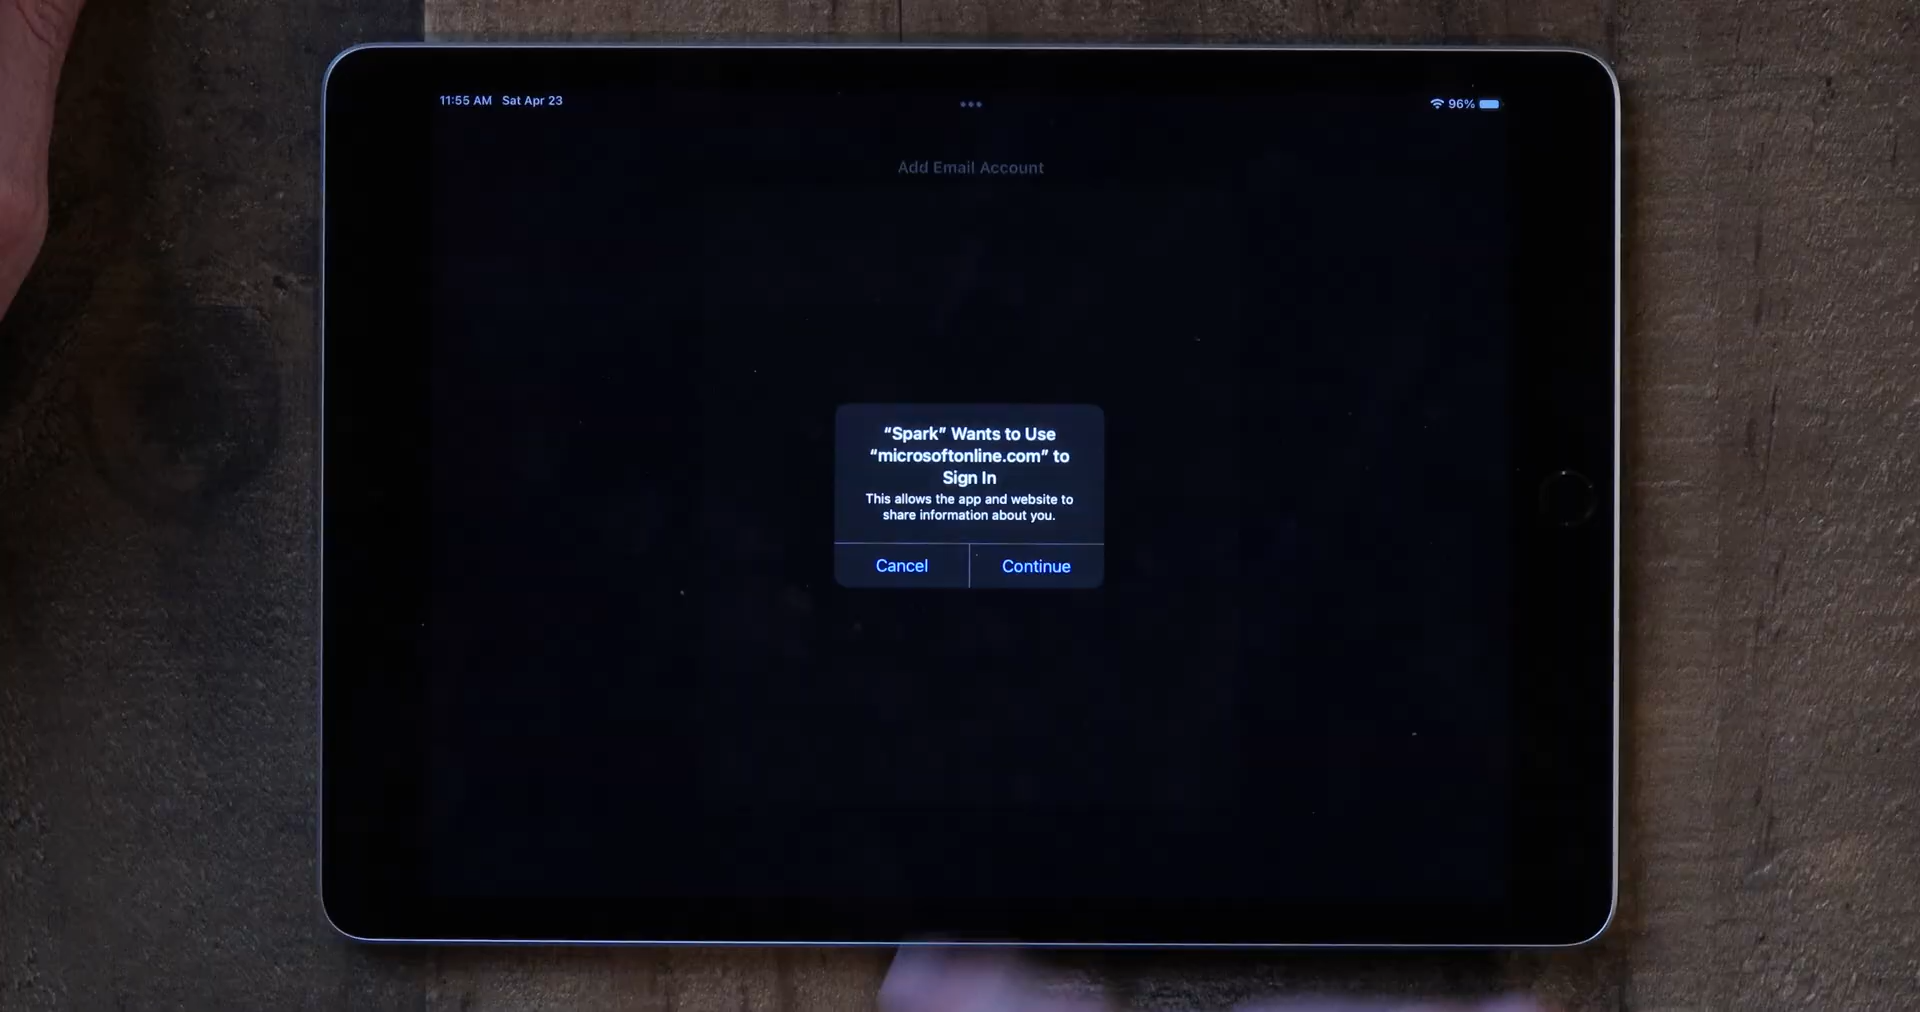 11:55 AM Sat Apr 23
96%
Add Email Account
“Spark” Wants to Use
“microsoftonline.com” to
Sign In
This allows the app and website to
share information about you.
Cancel
Continue